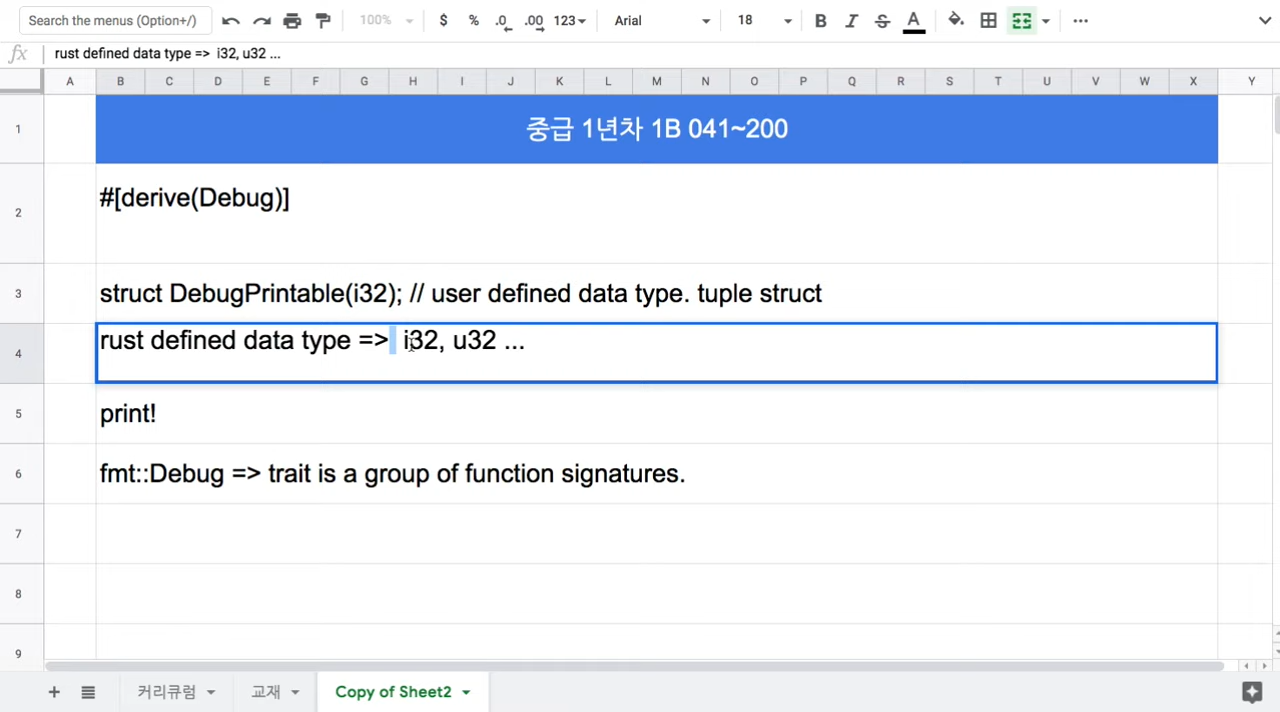 Search the menus (Option+/) 100% $ % .0 .00 123 Arial 18 B I S A
fx rust defined data type => i32, u32 ...
A B C D E F G H I J K L M N O P Q R S T U V W X Y
1 중급 1년차 1B 041~200
2 #[derive(Debug)]
3 struct DebugPrintable(i32); // user defined data type. tuple struct
4 rust defined data type => i32, u32 ...
5 print!
6 fmt::Debug => trait is a group of function signatures.
7
8
9
커리큘럼 교재 Copy of Sheet2